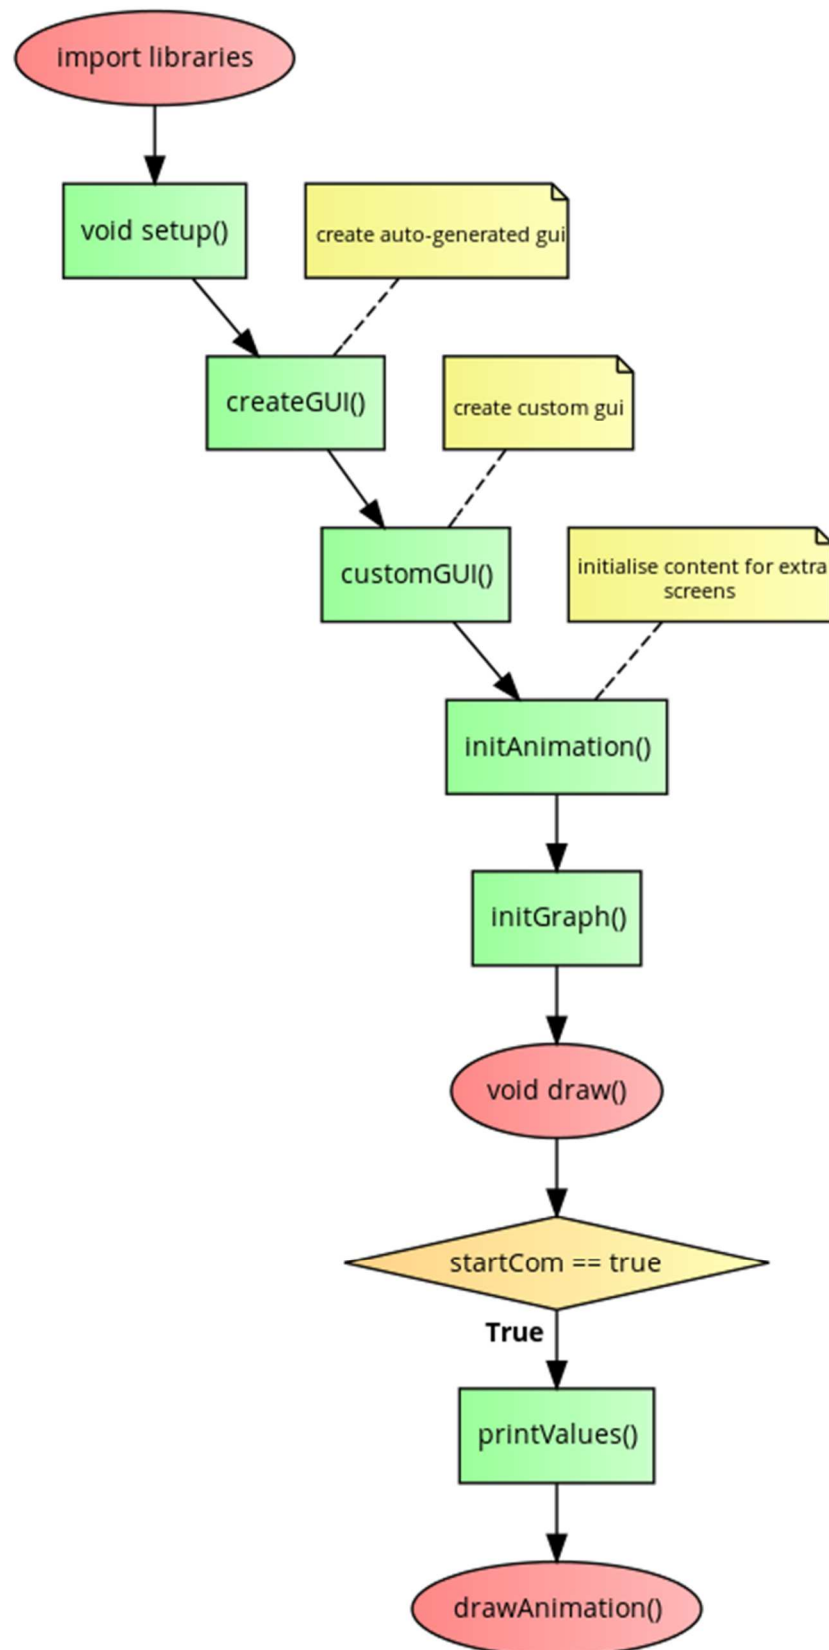 import libraries
void setup()
create auto-generated gui
createGUI()
create custom gui
customGUI()
initialise content for extra
screens
initAnimation()
initGraph()
void draw()
startCom == true
True
printValues()
drawAnimation()